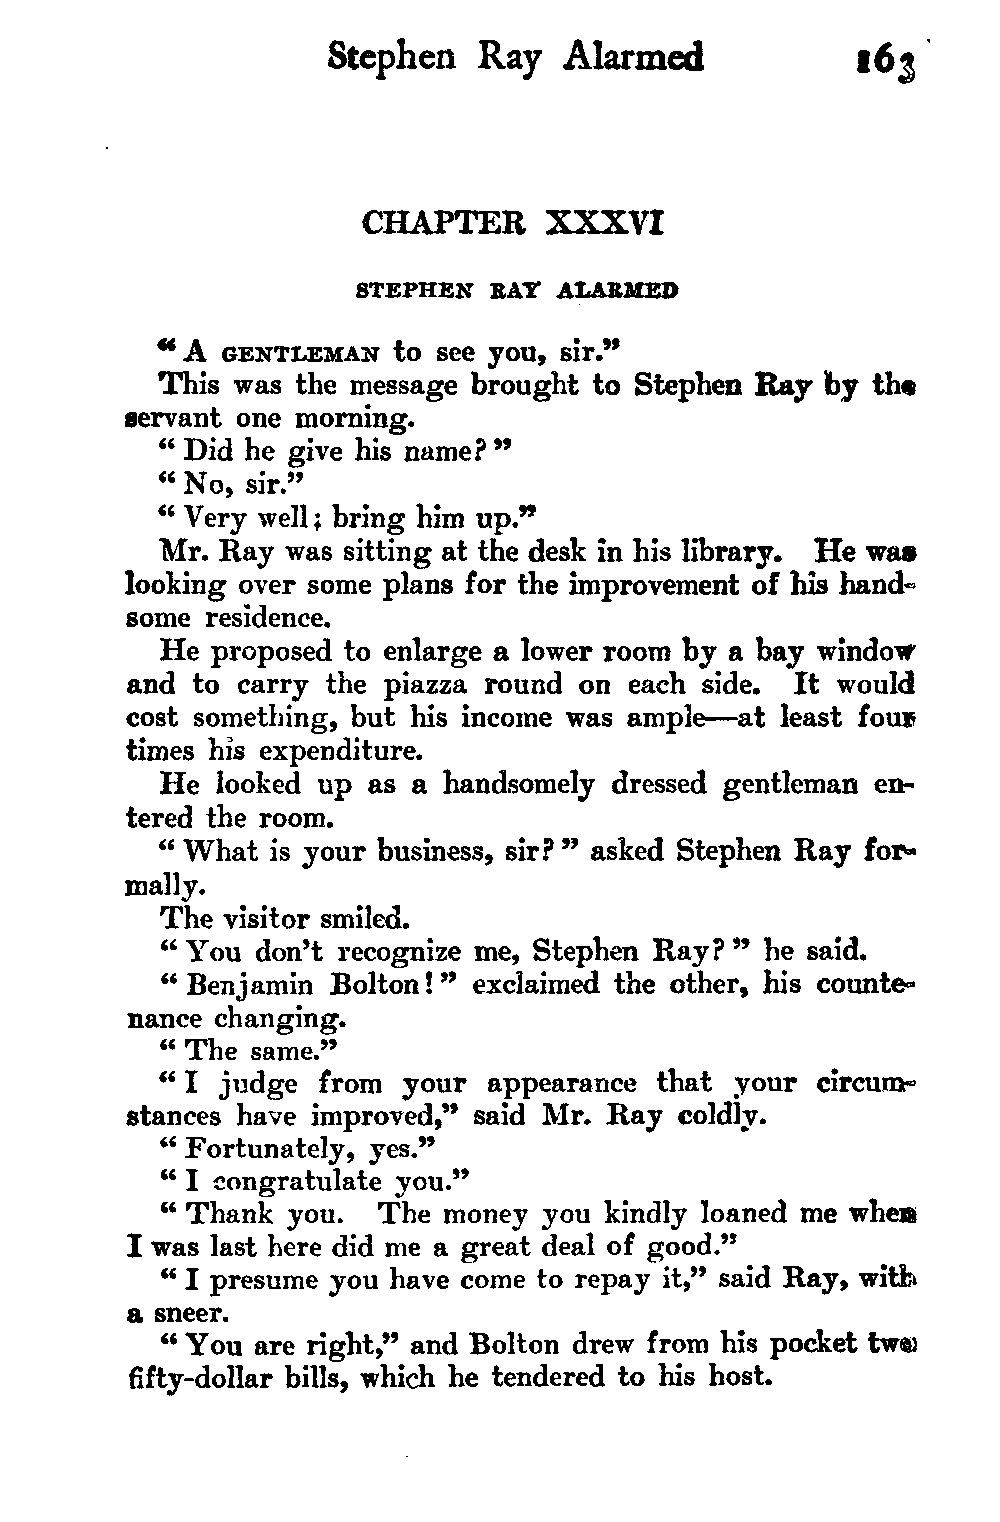 Stephen Ray Alarmed 163
CHAPTER XXXVI
STEPHEN RAY ALARMED
“A GENTLEMAN to see you, sir.”
This was the message brought to Stephen Ray by the
servant one morning.
“Did he give his name?”
“No, sir.”
“Very well; bring him up.”
Mr. Ray was sitting at the desk in his library. He was
looking over some plans for the improvement of his hand-
some residence.
He proposed to enlarge a lower room by a bay window
and to carry the piazza round on each side. It would
cost something, but his income was ample—at least four
times his expenditure.
He looked up as a handsomely dressed gentleman en-
tered the room.
“What is your business, sir?” asked Stephen Ray for-
mally.
The visitor smiled.
“You don’t recognize me, Stephen Ray?” he said.
“Benjamin Bolton!” exclaimed the other, his counte-
nance changing.
“The same.”
“I judge from your appearance that your circum-
stances have improved,” said Mr. Ray coldly.
“Fortunately, yes.”
“I congratulate you.”
“Thank you. The money you kindly loaned me when
I was last here did me a great deal of good.”
“I presume you have come to repay it,” said Ray, with
a sneer.
“You are right,” and Bolton drew from his pocket two
fifty-dollar bills, which he tendered to his host.